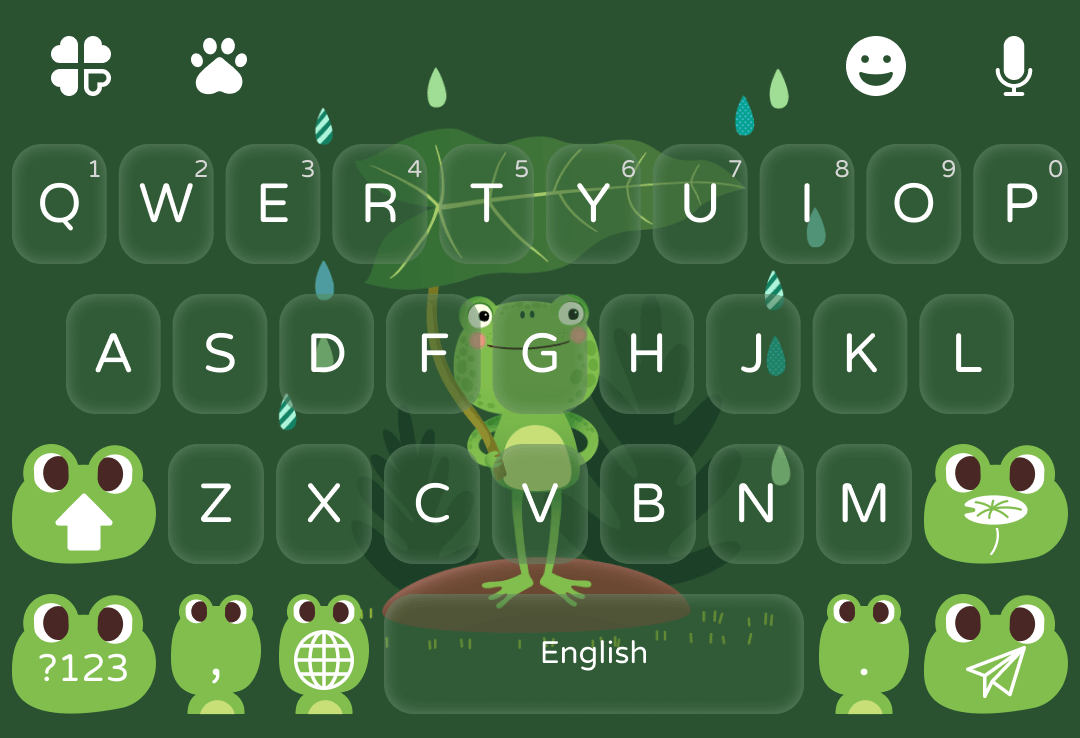 1 2 3 4 5 6 7 8 9 0
Q W E R T Y U I O P
A S D F G H J K L
Z X C V B N M
?123 , English .